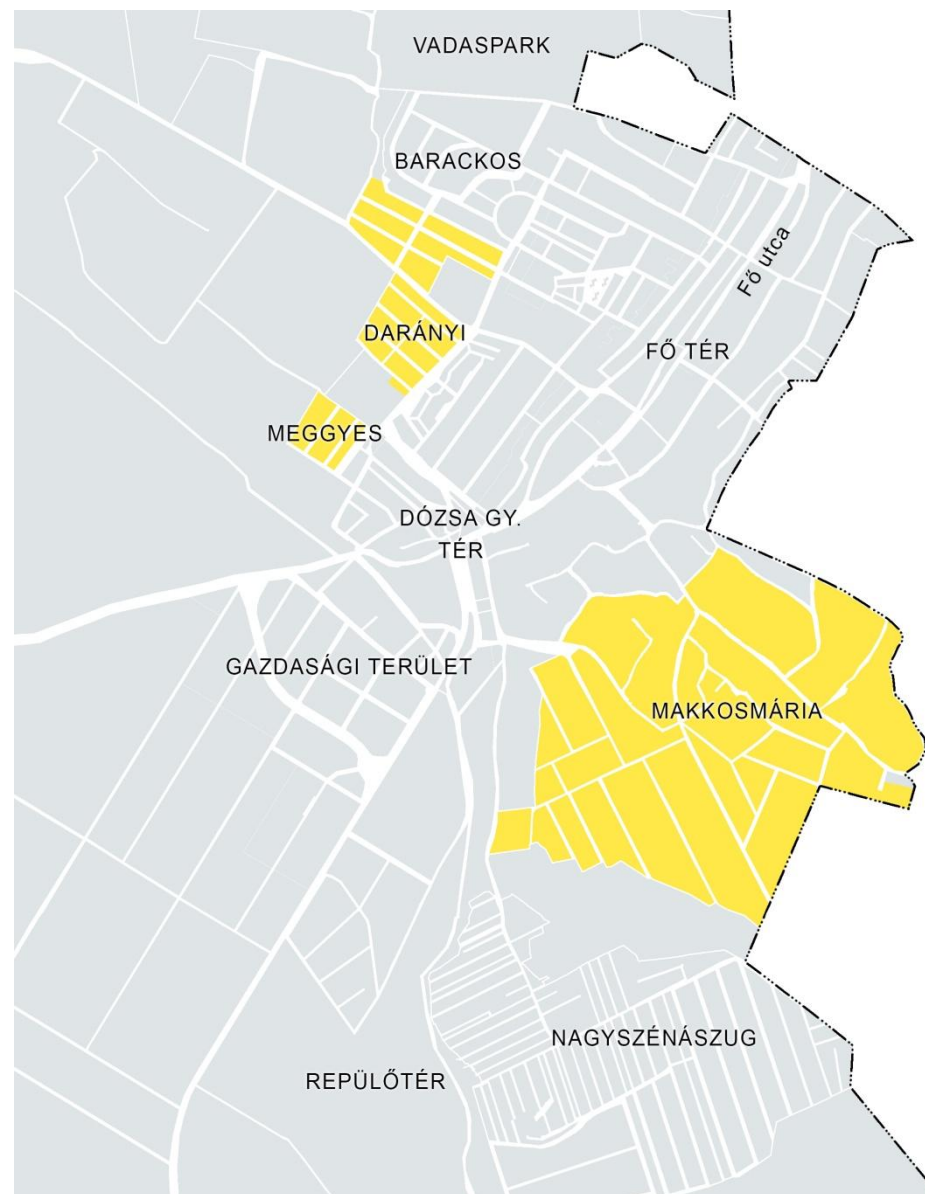 VADASPARK
BARACKOS
Fő utca
DARÁNYI
FŐ TÉR
MEGGYES
DÓZSA GY.
TÉR
GAZDASÁGI TERÜLET
MAKKOSMÁRIA
NAGYSZÉNÁSZUG
REPÜLŐTÉR